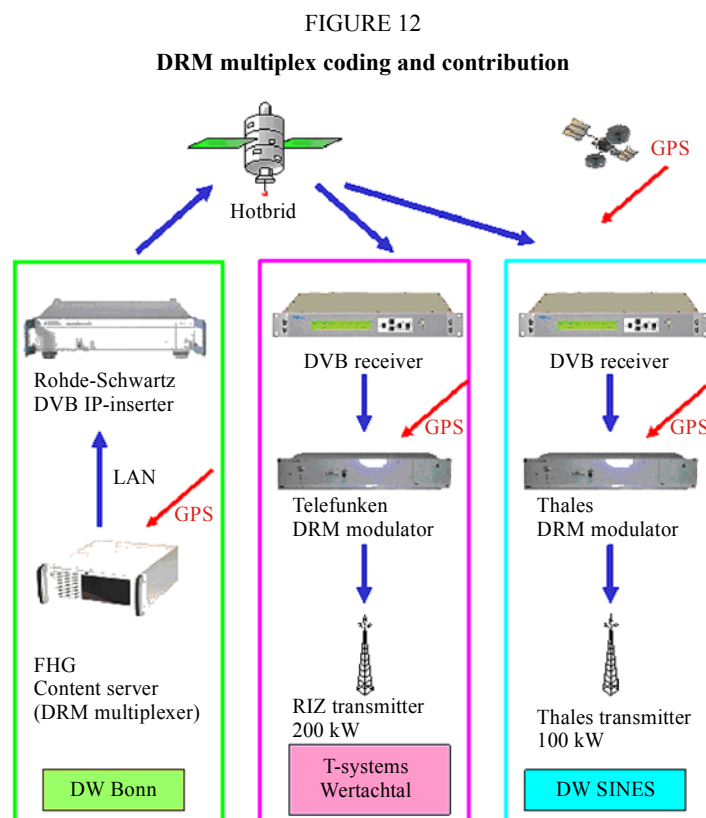 FIGURE 12
DRM multiplex coding and contribution
GPS
Hotbrid
Rohde-Schwartz
DVB IP-inserter
LAN
GPS
FHG
Content server
(DRM multiplexer)
DW Bonn
DVB receiver
GPS
Telefunken
DRM modulator
RIZ transmitter
200 kW
T-systems
Wertachtal
DVB receiver
GPS
Thales
DRM modulator
Thales transmitter
100 kW
DW SINES